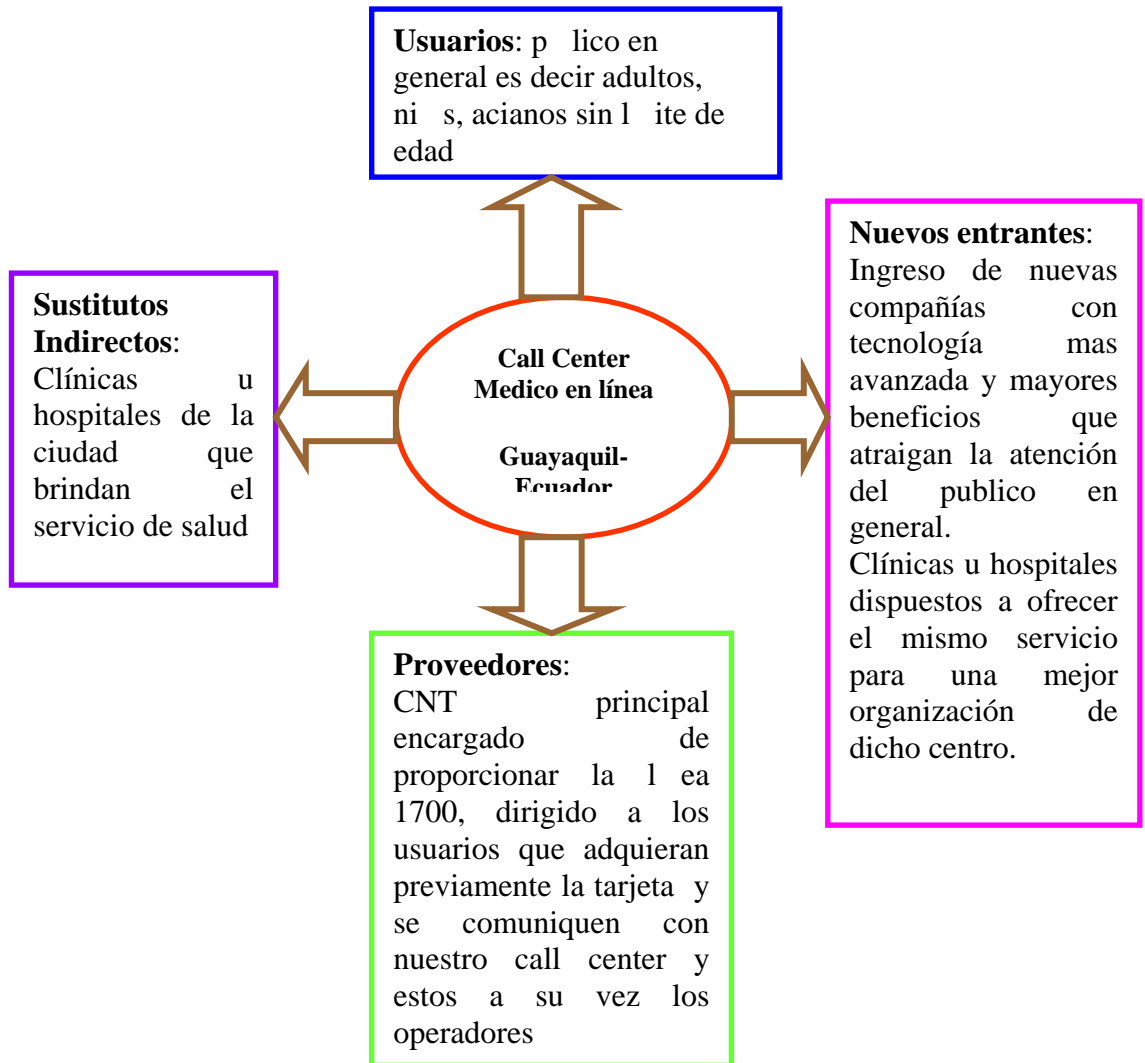 Usuarios: p lico en
general es decir adultos,
ni s, acianos sin l ite de
edad
Sustitutos
Indirectos:
Clínicas u
hospitales de la
ciudad que
brindan el
servicio de salud
Call Center
Medico en línea
Guayaquil-
Ecuador
Nuevos entrantes:
Ingreso de nuevas
compañías con
tecnología mas
avanzada y mayores
beneficios que
atraigan la atención
del publico en
general.
Clínicas u hospitales
dispuestos a ofrecer
el mismo servicio
para una mejor
organización de
dicho centro.
Proveedores:
CNT principal
encargado de
proporcionar la l ea
1700, dirigido a los
usuarios que adquieran
previamente la tarjeta y
se comuniquen con
nuestro call center y
estos a su vez los
operadores